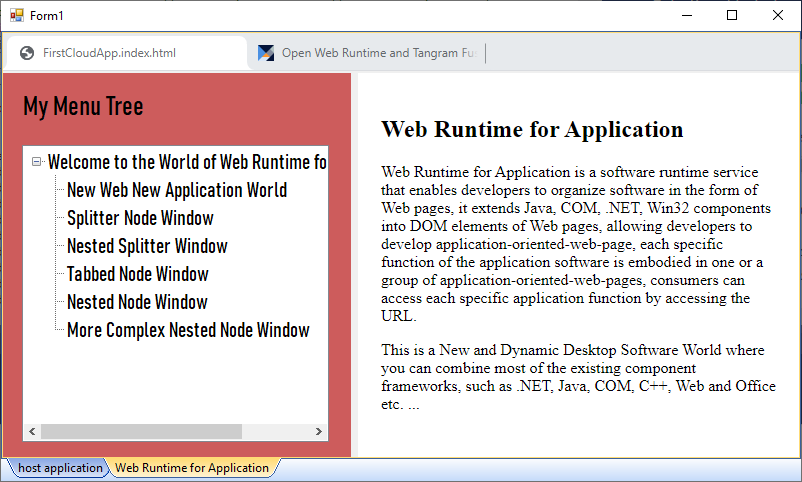 Form1
FirstCloudApp.index.html
Open Web Runtime and Tangram Fus
My Menu Tree
Welcome to the World of Web Runtime fo
New Web New Application World
Splitter Node Window
Nested Splitter Window
Tabbed Node Window
Nested Node Window
More Complex Nested Node Window
Web Runtime for Application
Web Runtime for Application is a software runtime service
that enables developers to organize software in the form of
Web pages, it extends Java, COM, .NET, Win32 components
into DOM elements of Web pages, allowing developers to
develop application-oriented-web-page, each specific
function of the application software is embodied in one or a
group of application-oriented-web-pages, consumers can
access each specific application function by accessing the
URL.
This is a New and Dynamic Desktop Software World where
you can combine most of the existing component
frameworks, such as .NET, Java, COM, C++, Web and Office
etc. ...
host application
Web Runtime for Application